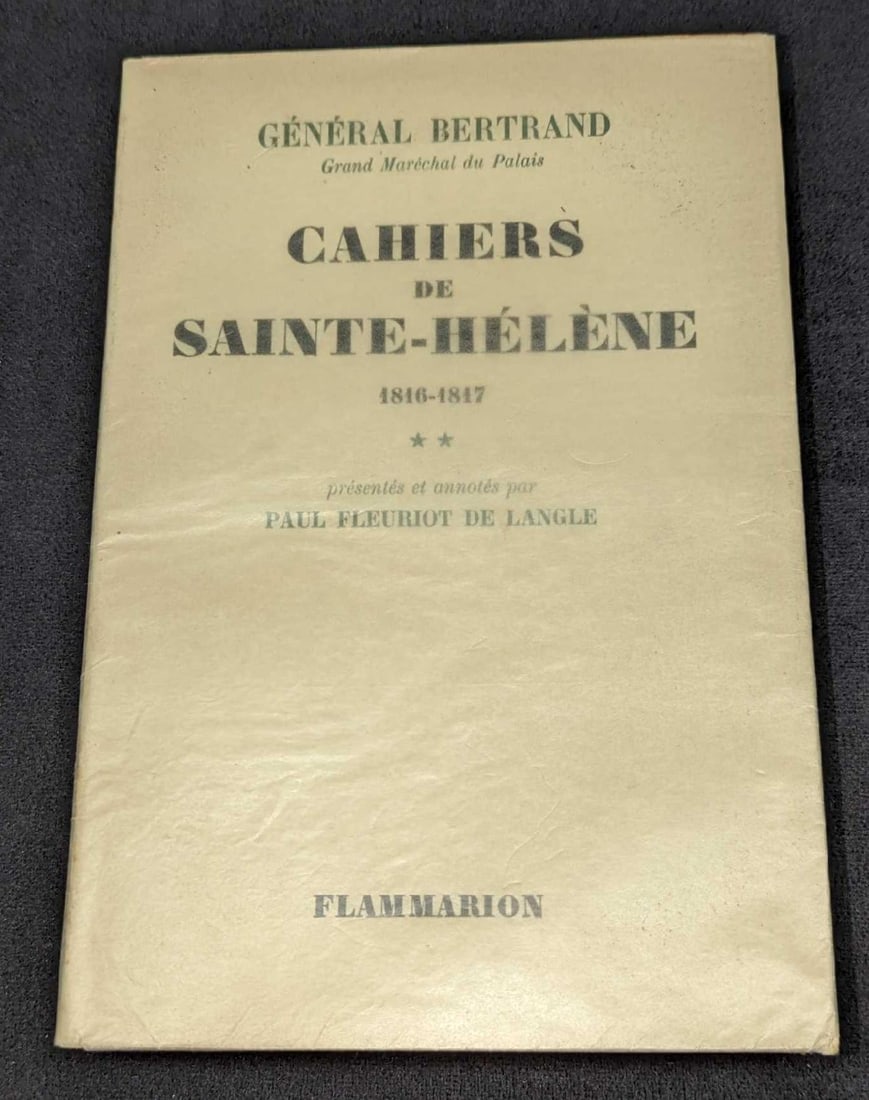 GÉNÉRAL BERTRAND
Grand Maréchal du Palais
CAHIERS
DE
SAINTE-HÉLÈNE
1816-1817
★ ★
présentés et annotés par
PAUL FLEURIOT DE LANGLE
FLAMMARION